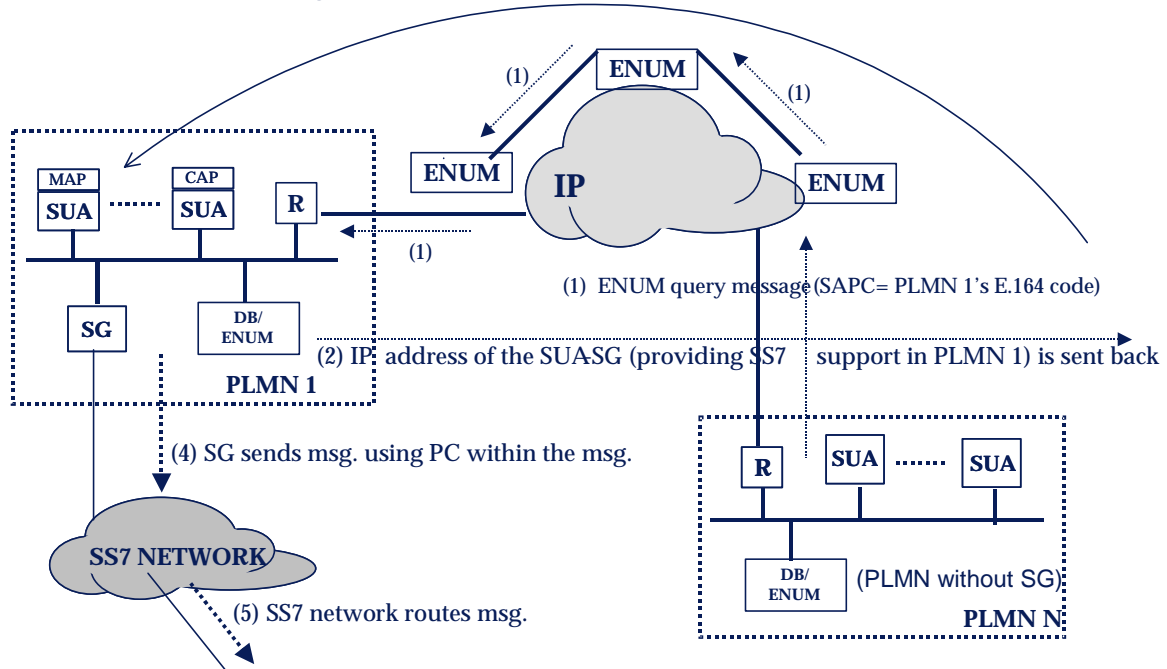 ENUM
(1)
(1)
ENUM
ENUM
IP
MAP
CAP
SUA
SUA
R
(1)
(1) ENUM query message (SAPC= PLMN 1's E.164 code)
SG
DB/
ENUM
(2) IP address of the SUA-SG (providing SS7 support in PLMN 1) is sent back
PLMN 1
(4) SG sends msg. using PC within the msg.
R
SUA
SUA
SS7 NETWORK
DB/
ENUM
(PLMN without SG)
(5) SS7 network routes msg.
PLMN N